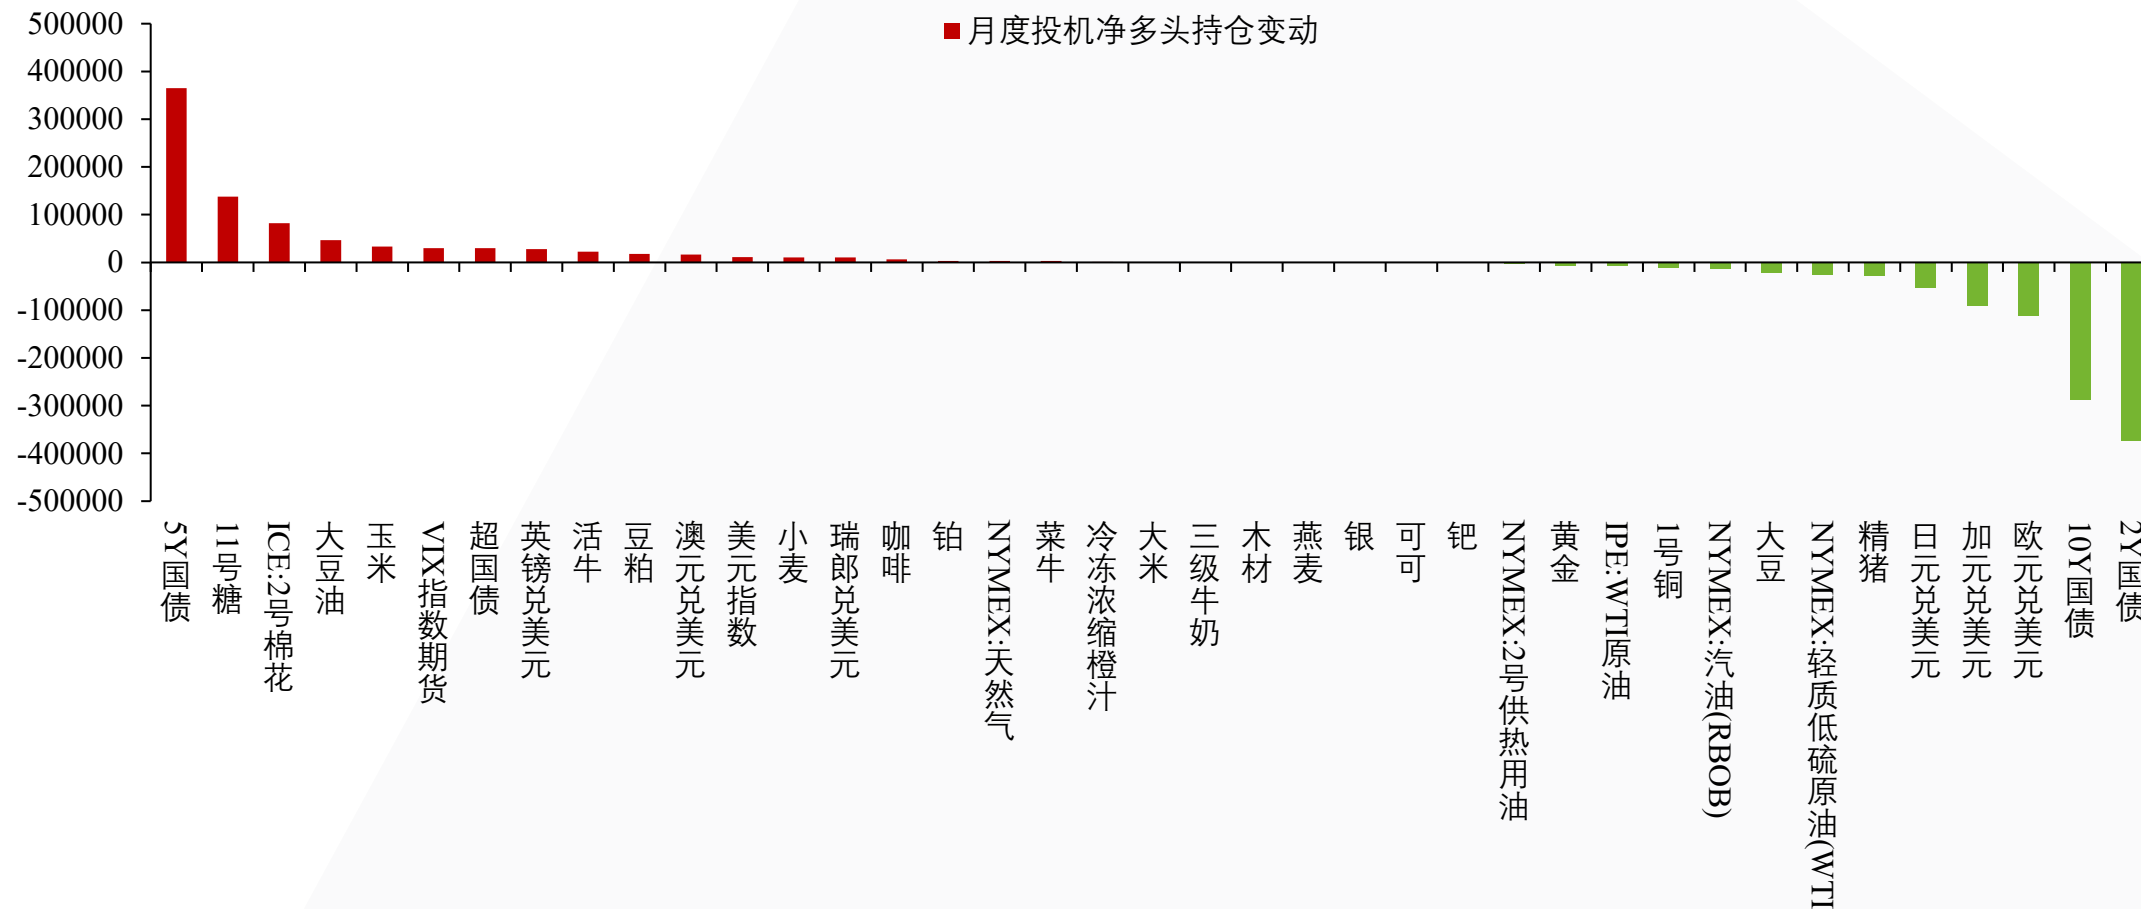 月度投机净多头持仓变动
500000
400000
300000
200000
100000
0
-100000
-200000
-300000
-400000
-500000
5Y国债
11号糖
ICE:2号棉花
大豆油
玉米
VIX指数期货
超国债
英镑兑美元
活牛
豆粕
澳元兑美元
美元指数
小麦
瑞郎兑美元
咖啡
铂
NYMEX:天然气
菜牛
冷冻浓缩橙汁
大米
三级牛奶
木材
燕麦
银
可可
钯
NYMEX:2号供热用油
黄金
IPE:WTI原油
1号铜
NYMEX:汽油(RBOB)
大豆
NYMEX:轻质低硫原油(WTI
精猪
日元兑美元
加元兑美元
欧元兑美元
10Y国债
2Y国债